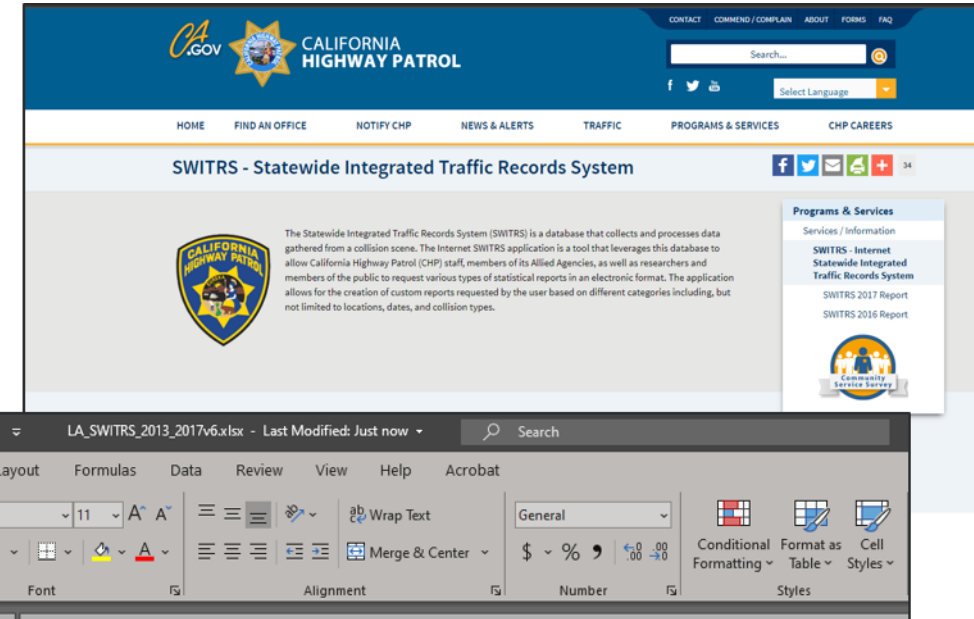 CONTACT COMMEND / COMPLAIN ABOUT FORMS FAQ
CA
.GOV
CALIFORNIA
HIGHWAY PATROL
Search...
Select Language
HOME FIND AN OFFICE NOTIFY CHP NEWS & ALERTS TRAFFIC PROGRAMS & SERVICES CHP CAREERS
SWITRS - Statewide Integrated Traffic Records System
34
CALIFORNIA
HIGHWAY PATROL
The Statewide Integrated Traffic Records System (SWITRS) is a database that collects and processes data
gathered from a collision scene. The Internet SWITRS application is a tool that leverages this database to
allow California Highway Patrol (CHP) staff, members of its Allied Agencies, as well as researchers and
members of the public to request various types of statistical reports in an electronic format. The application
allows for the creation of custom reports requested by the user based on different categories including, but
not limited to locations, dates, and collision types.
Programs & Services
Services / Information
SWITRS - Internet
Statewide Integrated
Traffic Records System
SWITRS 2017 Report
SWITRS 2016 Report
Community
Service Survey
LA_SWITRS_2013_2017v6.xlsx - Last Modified: Just now
Search
ayout Formulas Data Review View Help Acrobat
11 A A
ab Wrap Text
General
Merge & Center
$ % 9 .00 .0
Conditional
Formatting
Format as
Table
Cell
Styles
Font Alignment Number Styles